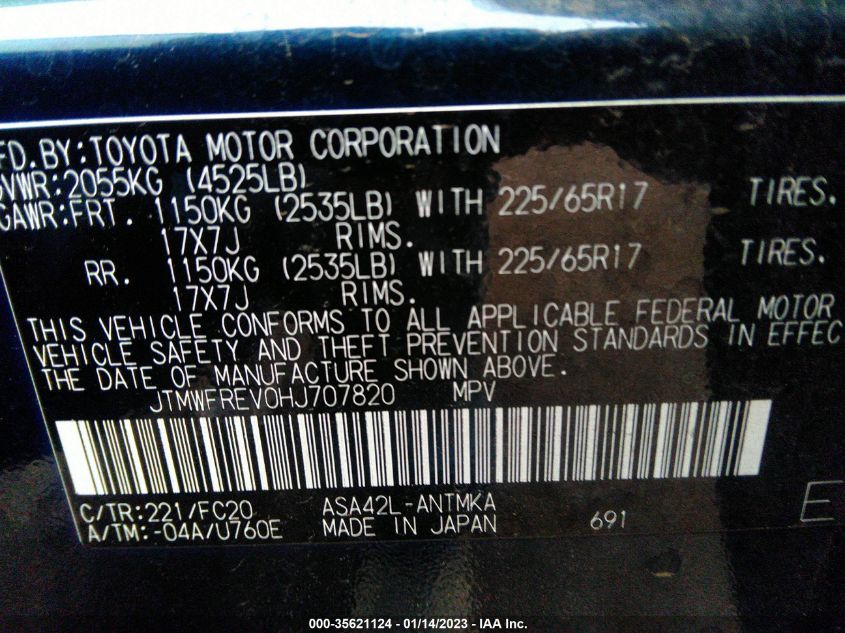 FD. BY: TOYOTA MOTOR CORPORATION
GVWR: 2055KG (4525LB)
GAWR: FRT. 1150KG (2535LB) WITH 225/65R17 TIRES.
17X7J RIMS.
RR. 1150KG (2535LB) WITH 225/65R17 TIRES.
17X7J RIMS.
THIS VEHICLE CONFORMS TO ALL APPLICABLE FEDERAL MOTOR
VEHICLE SAFETY AND THEFT PREVENTION STANDARDS IN EFFEC
THE DATE OF MANUFACTURE SHOWN ABOVE.
JTMWFREV0HJ707820 MPV
C/TR: 221/FC20 ASA42L-ANTMKA
A/TM: -04A/U760E MADE IN JAPAN 691 E
000-35621124 - 01/14/2023 - IAA Inc.